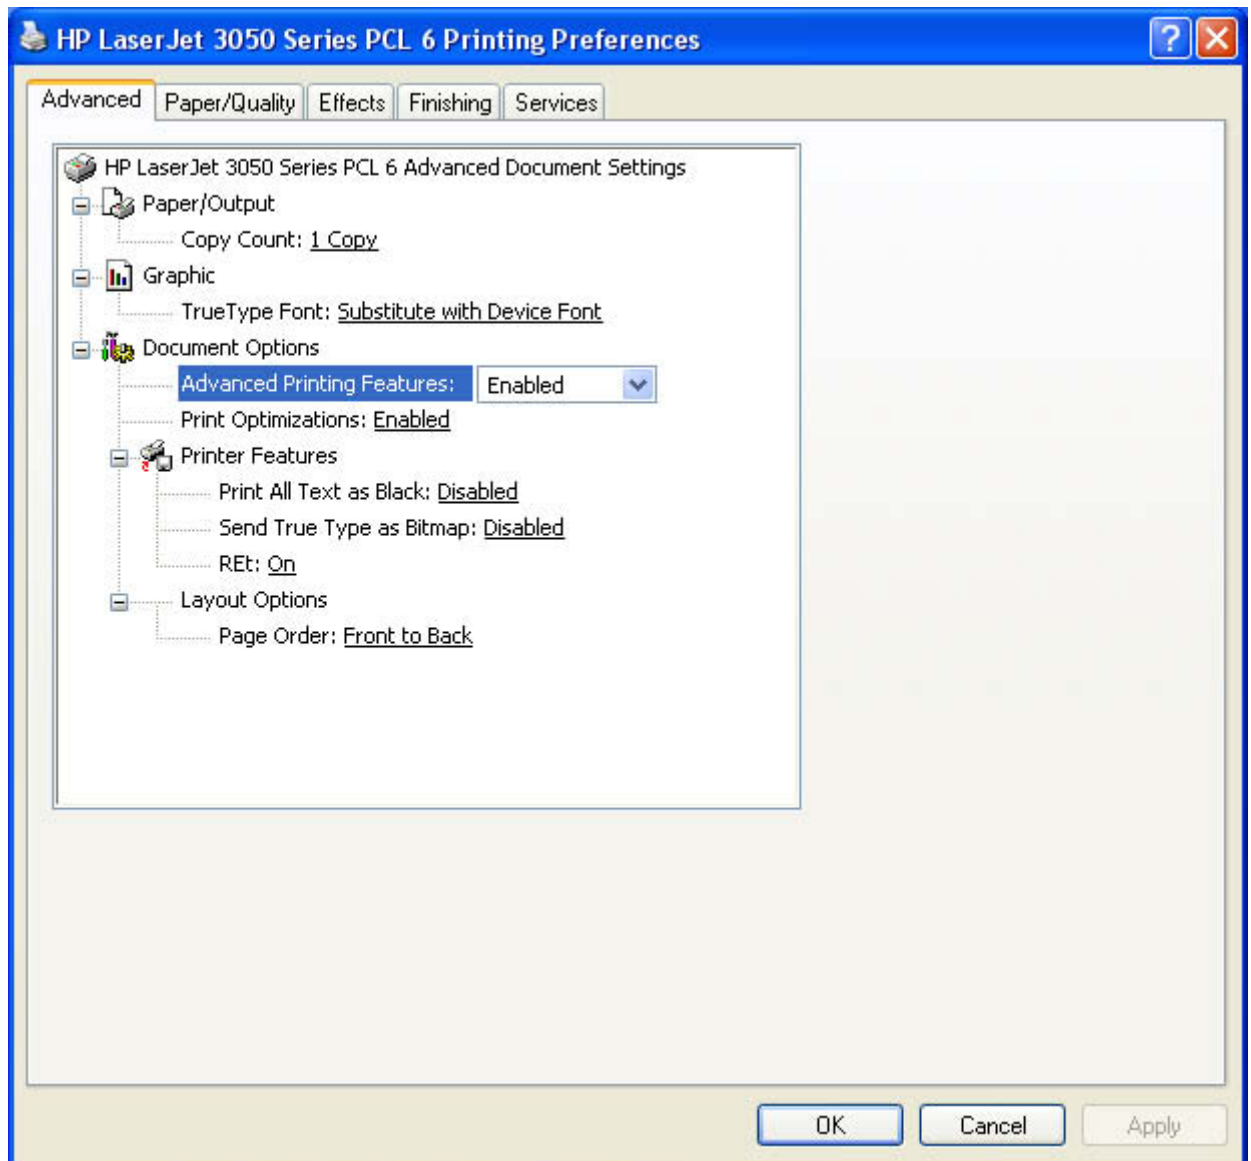 HP LaserJet 3050 Series PCL 6 Printing Preferences
Advanced Paper/Quality Effects Finishing Services
HP LaserJet 3050 Series PCL 6 Advanced Document Settings
Paper/Output
Copy Count: 1 Copy
Graphic
TrueType Font: Substitute with Device Font
Document Options
Advanced Printing Features: Enabled
Print Optimizations: Enabled
Printer Features
Print All Text as Black: Disabled
Send True Type as Bitmap: Disabled
REt: On
Layout Options
Page Order: Front to Back
OK Cancel Apply